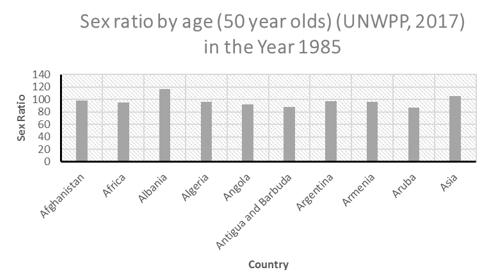 Sex ratio by age (50 year olds) (UNWPP, 2017)
in the Year 1985
140
120
100
80
60
40
20
0
Sex Ratio
Afghanistan
Africa
Albania
Algeria
Angola
Antigua and Barbuda
Argentina
Armenia
Aruba
Asia
Country